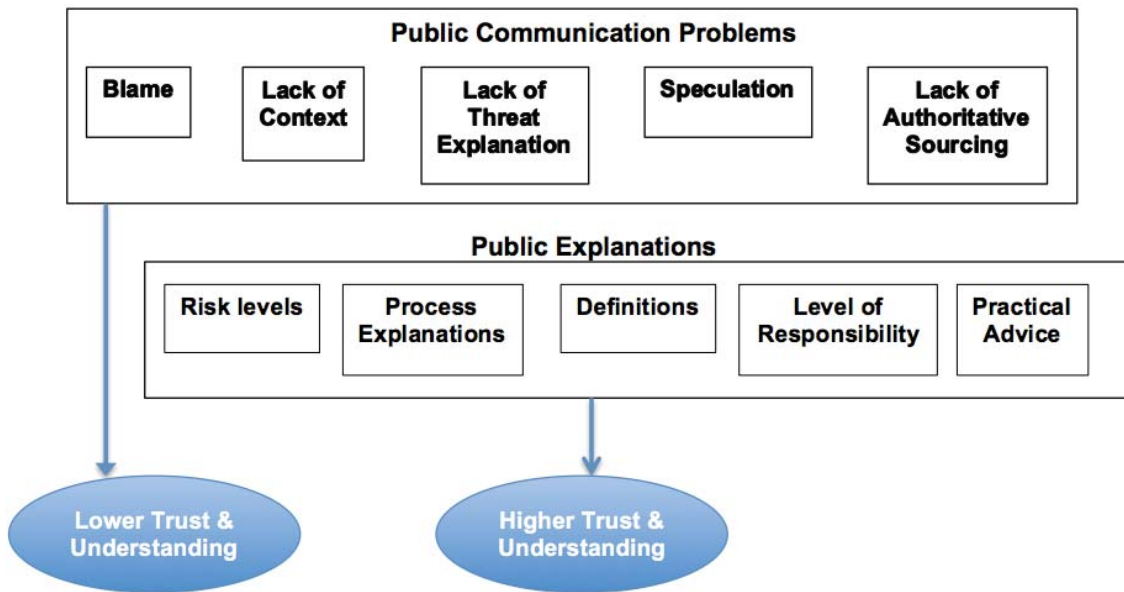 Public Communication Problems
Blame
Lack of
Context
Lack of
Threat
Explanation
Speculation
Lack of
Authoritative
Sourcing
Public Explanations
Risk levels
Process
Explanations
Definitions
Level of
Responsibility
Practical
Advice
Lower Trust &
Understanding
Higher Trust &
Understanding